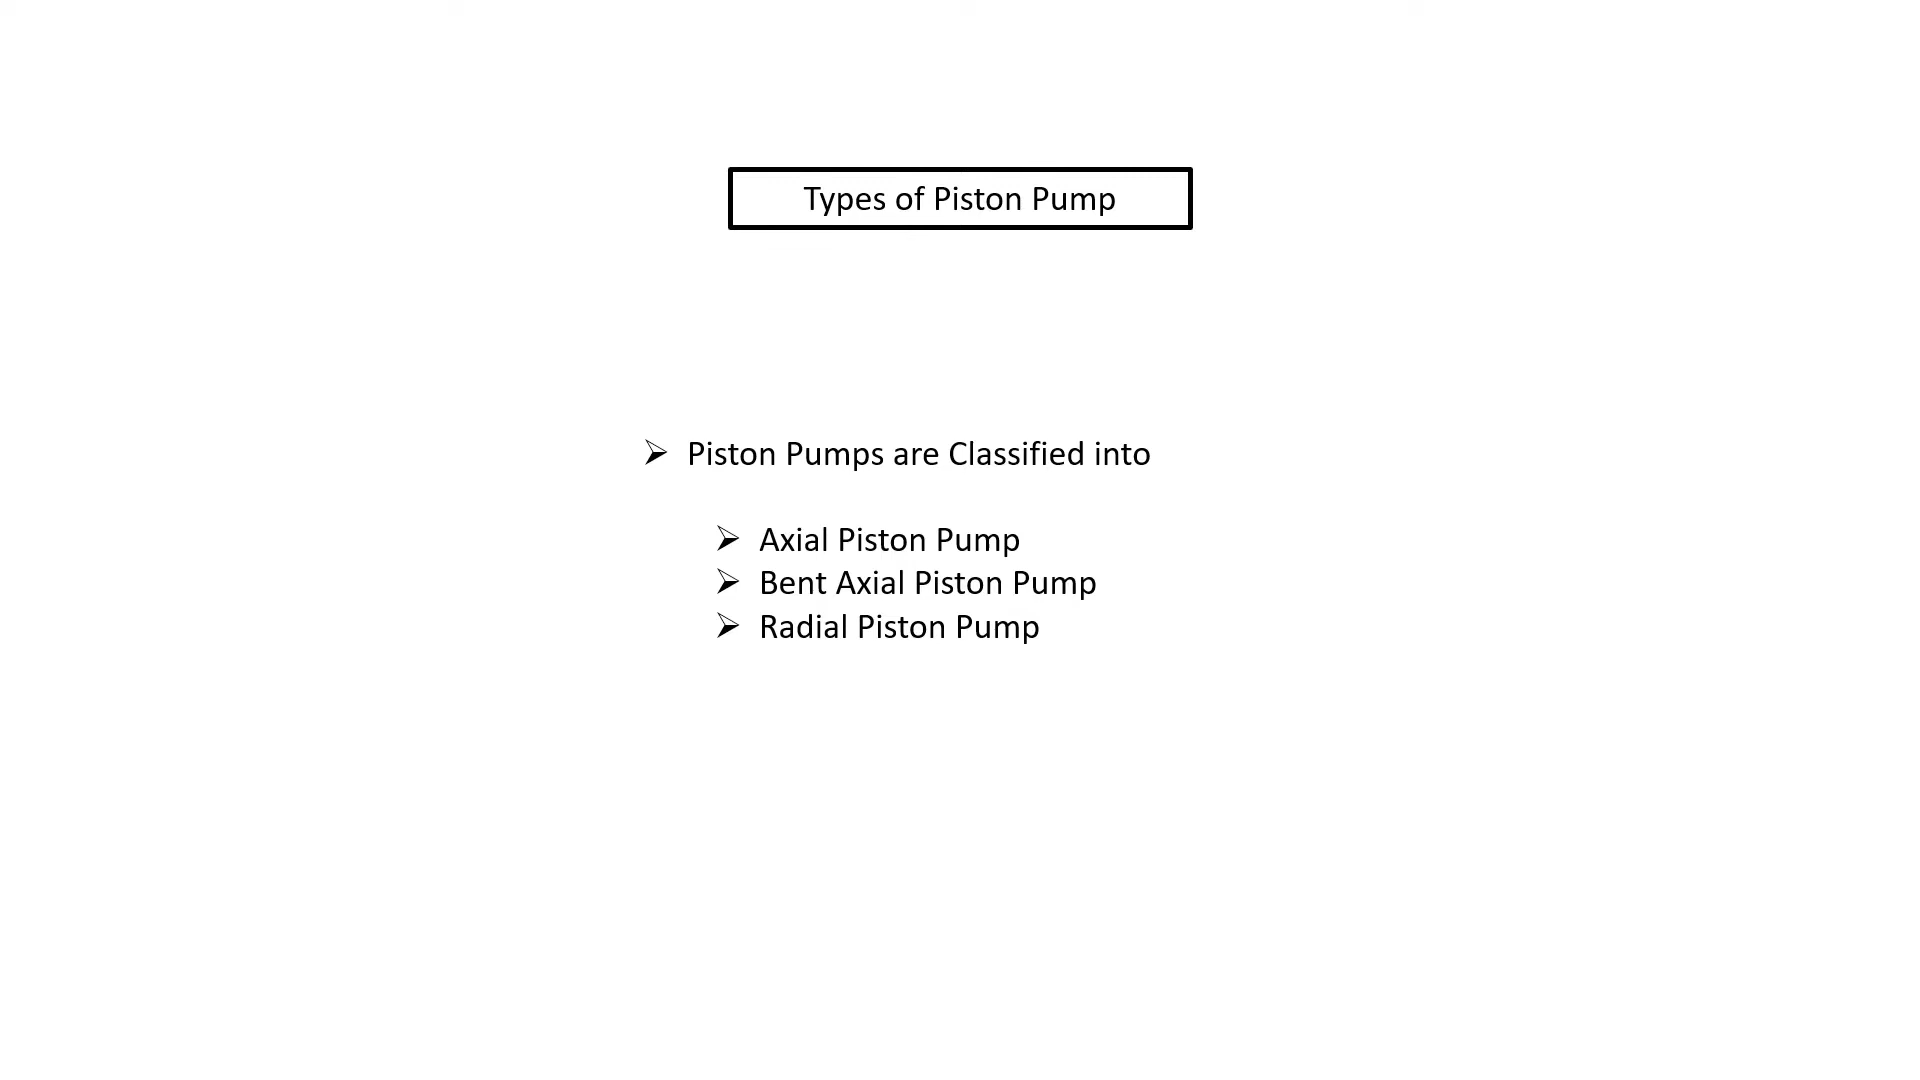 Types of Piston Pump
➢ Piston Pumps are Classified into
➢ Axial Piston Pump
➢ Bent Axial Piston Pump
➢ Radial Piston Pump